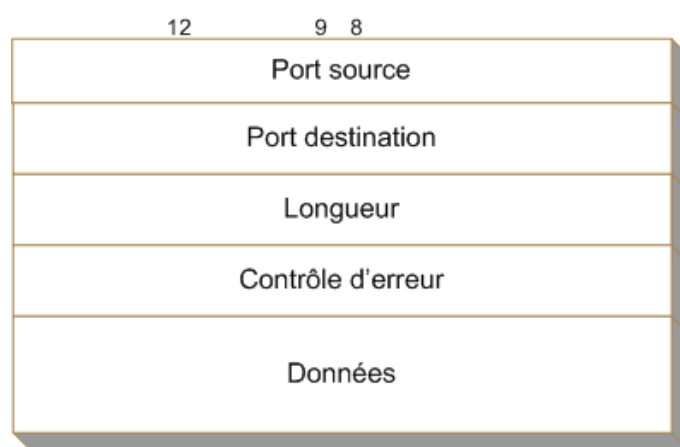 12 9 8
Port source
Port destination
Longueur
Contrôle d'erreur
Données